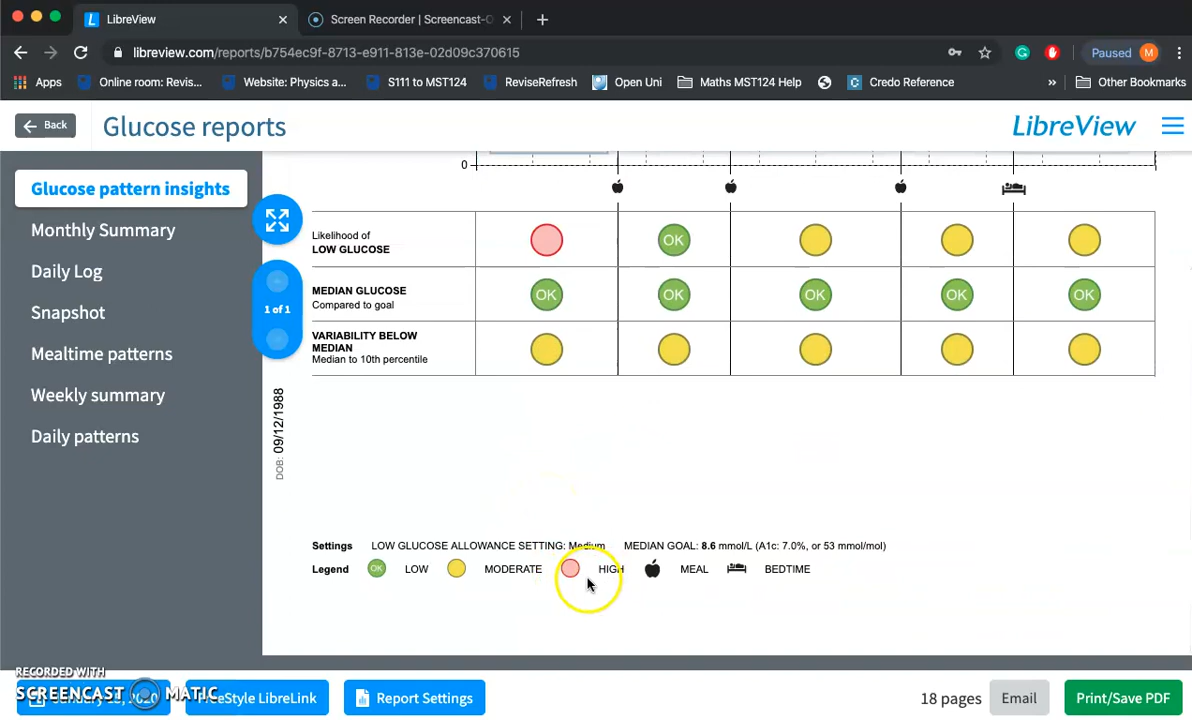 LibreView
Screen Recorder | Screencast-O
libreview.com/reports/b754ec9f-8713-e911-813e-02d09c370615
Paused
M
Apps
Online room: Revis...
Website: Physics a...
S111 to MST124
ReviseRefresh
Open Uni
Maths MST124 Help
Credo Reference
»
Other Bookmarks
Back
Glucose reports
LibreView
Glucose pattern insights
Monthly Summary
Daily Log
Snapshot
Mealtime patterns
Weekly summary
Daily patterns
1 of 1
DOB: 09/12/1988
0
Likelihood of
LOW GLUCOSE
OK
MEDIAN GLUCOSE
Compared to goal
OK OK OK OK OK
VARIABILITY BELOW
MEDIAN
Median to 10th percentile
Settings LOW GLUCOSE ALLOWANCE SETTING: Medium MEDIAN GOAL: 8.6 mmol/L (A1c: 7.0%, or 53 mmol/mol)
Legend OK LOW MODERATE HIGH MEAL BEDTIME
RECORDED WITH
SCREENCAST MATIC
FreeStyle LibreLink
Report Settings
18 pages
Email
Print/Save PDF